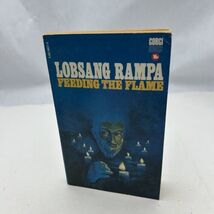 CORGI
LOBSANG RAMPA
FEEDING THE FLAME